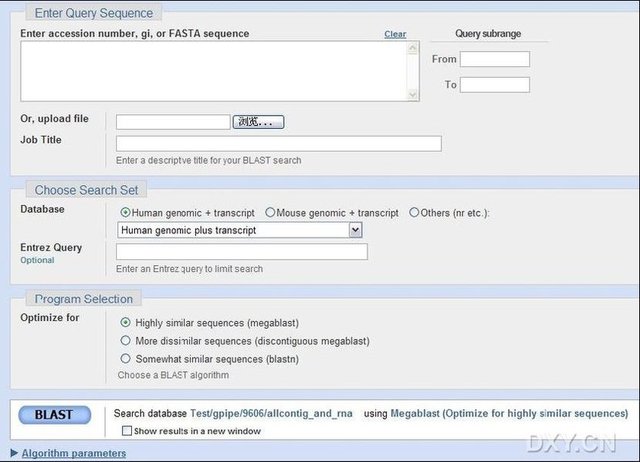 Enter Query Sequence
Enter accession number, gi, or FASTA sequence
Clear
Query subrange
From
To
Or, upload file
浏览...
Job Title
Enter a descriptive title for your BLAST search
Choose Search Set
Database
Human genomic + transcript
Mouse genomic + transcript
Others (nr etc.):
Human genomic plus transcript
Entrez Query
Optional
Enter an Entrez query to limit search
Program Selection
Optimize for
Highly similar sequences (megablast)
More dissimilar sequences (discontiguous megablast)
Somewhat similar sequences (blastn)
Choose a BLAST algorithm
BLAST
Search database Test/gpipe/9606/allcontig_and_rna using Megablast (Optimize for highly similar sequences)
Show results in a new window
Algorithm parameters
DXY.CN